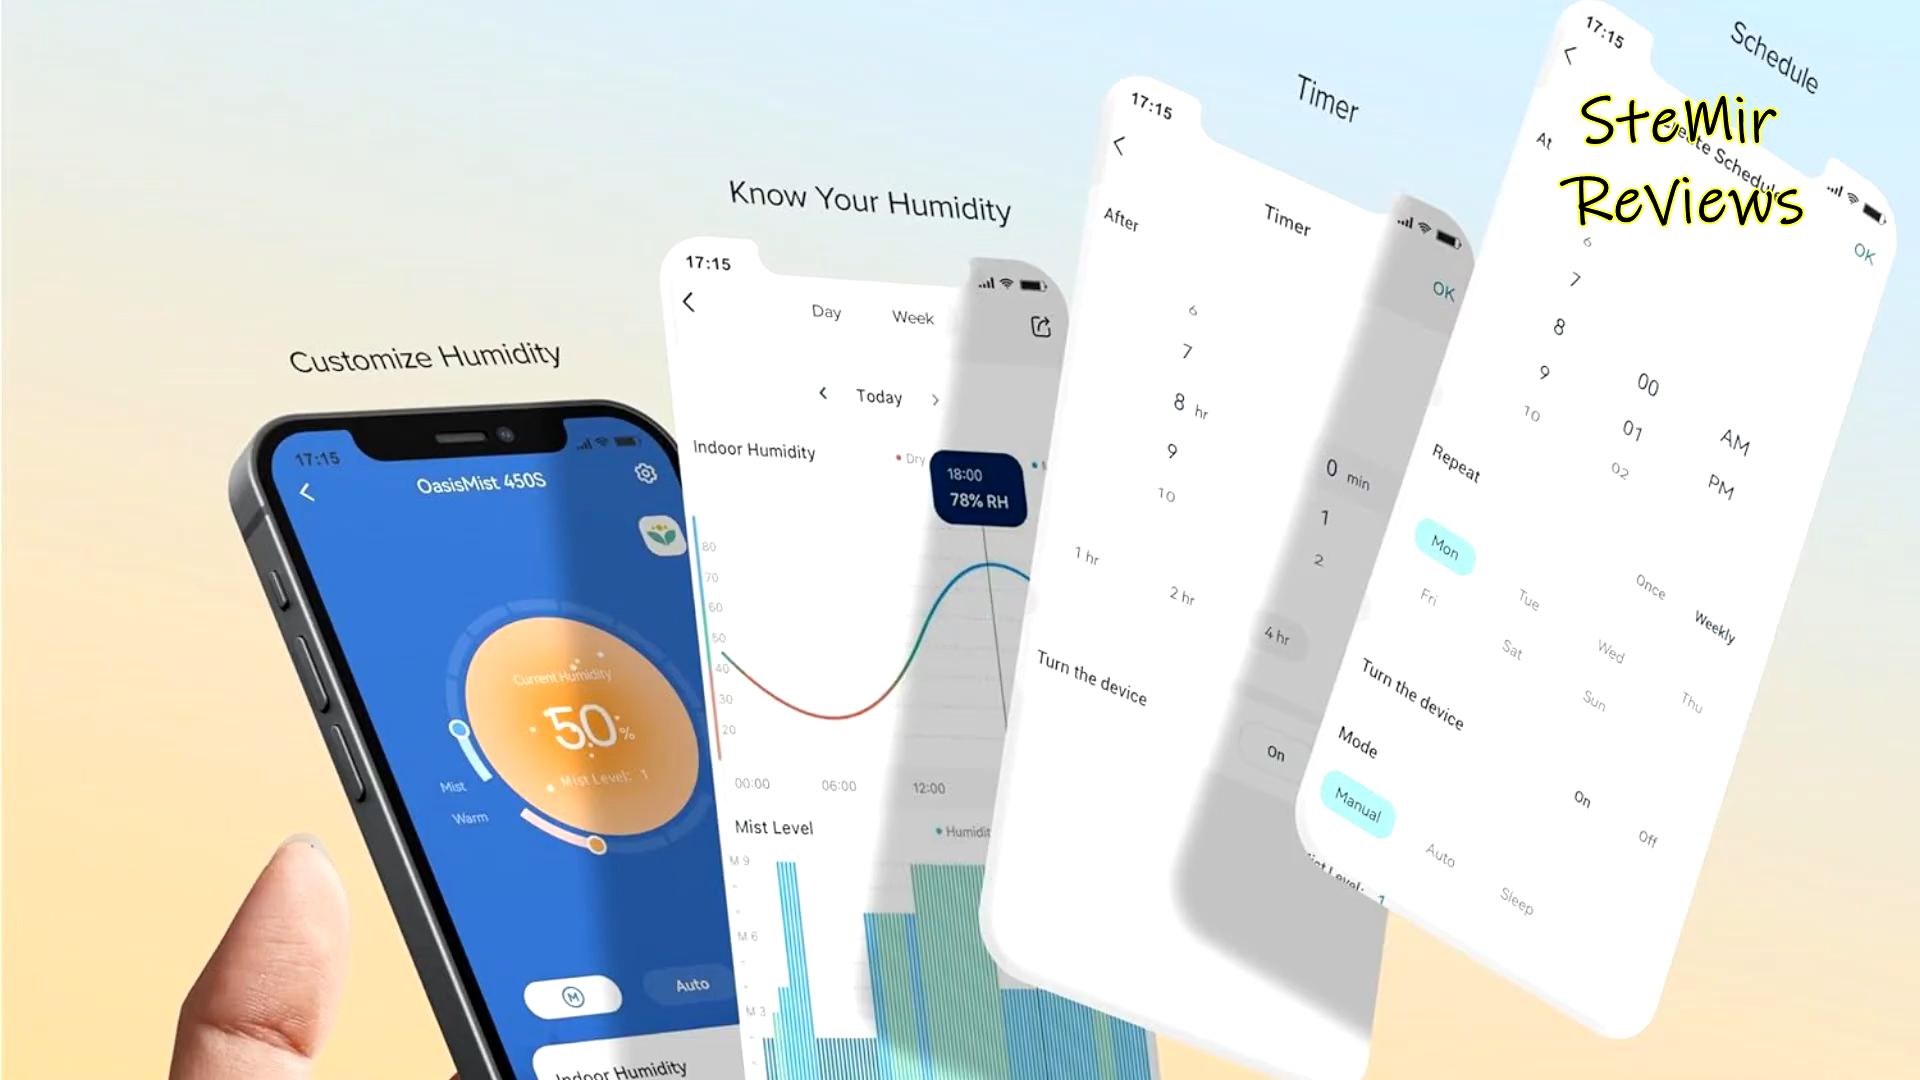 Customize Humidity
17:15
OasisMist 450S
Current Humidity
50%
Mist Level: 1
Mist
Warm
Auto
Indoor Humidity
Know Your Humidity
17:15
Day Week
Today
Indoor Humidity
Dry
18:00
78% RH
80
70
60
50
40
30
20
00:00 06:00 12:00
Mist Level
M 9
M 6
M 3
Timer
17:15
Timer
OK
After
6
7
8 hr
9
10
0 min
1
2
1 hr
2 hr
4 hr
Turn the device
On
Schedule
17:15
Create Schedule
OK
At
6
7
8
9
10
00
01
02
AM
PM
Repeat
Once
Weekly
Mon
Tue
Wed
Thu
Fri
Sat
Sun
Turn the device
On
Off
Mode
Manual
Auto
Sleep
Mist Level: 1
SteMir
ReViews